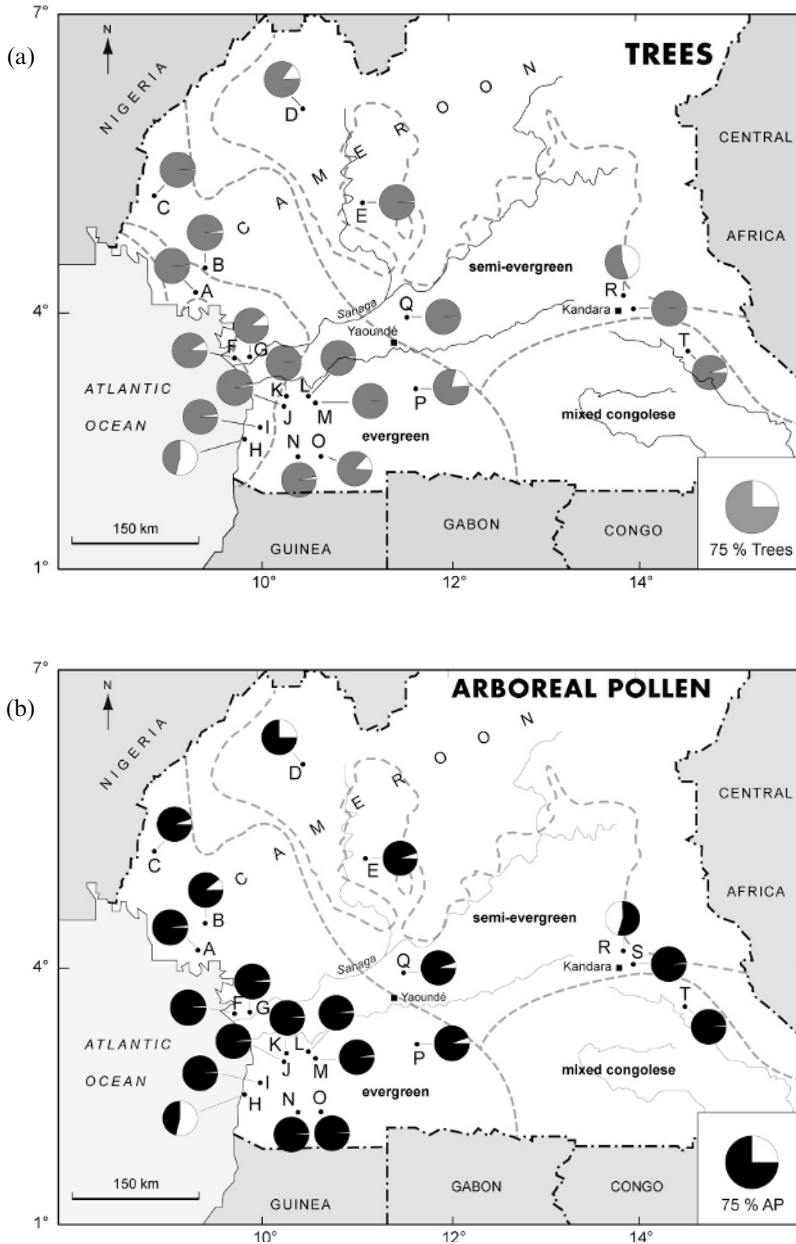 (a)
7°
N
NIGERIA
TREES
CAMEROON
D
CENTRAL
C
E
AFRICA
B
semi-evergreen
A
R
4°
Sanaga
Q
Kandara
F
G
Yaoundé
T
ATLANTIC
K
L
P
OCEAN
J
M
mixed congolese
I
evergreen
H
N
O
150 km
GABON
CONGO
75 % Trees
GUINEA
1°
10°
12°
14°
(b)
7°
N
NIGERIA
ARBOREAL POLLEN
CAMEROON
D
CENTRAL
C
E
AFRICA
B
semi-evergreen
A
R
S
4°
Sanaga
Q
Kandara
F
G
Yaoundé
T
ATLANTIC
K
L
P
J
M
mixed congolese
OCEAN
I
evergreen
H
N
O
150 km
GUINEA
GABON
CONGO
75 % AP
1°
10°
12°
14°